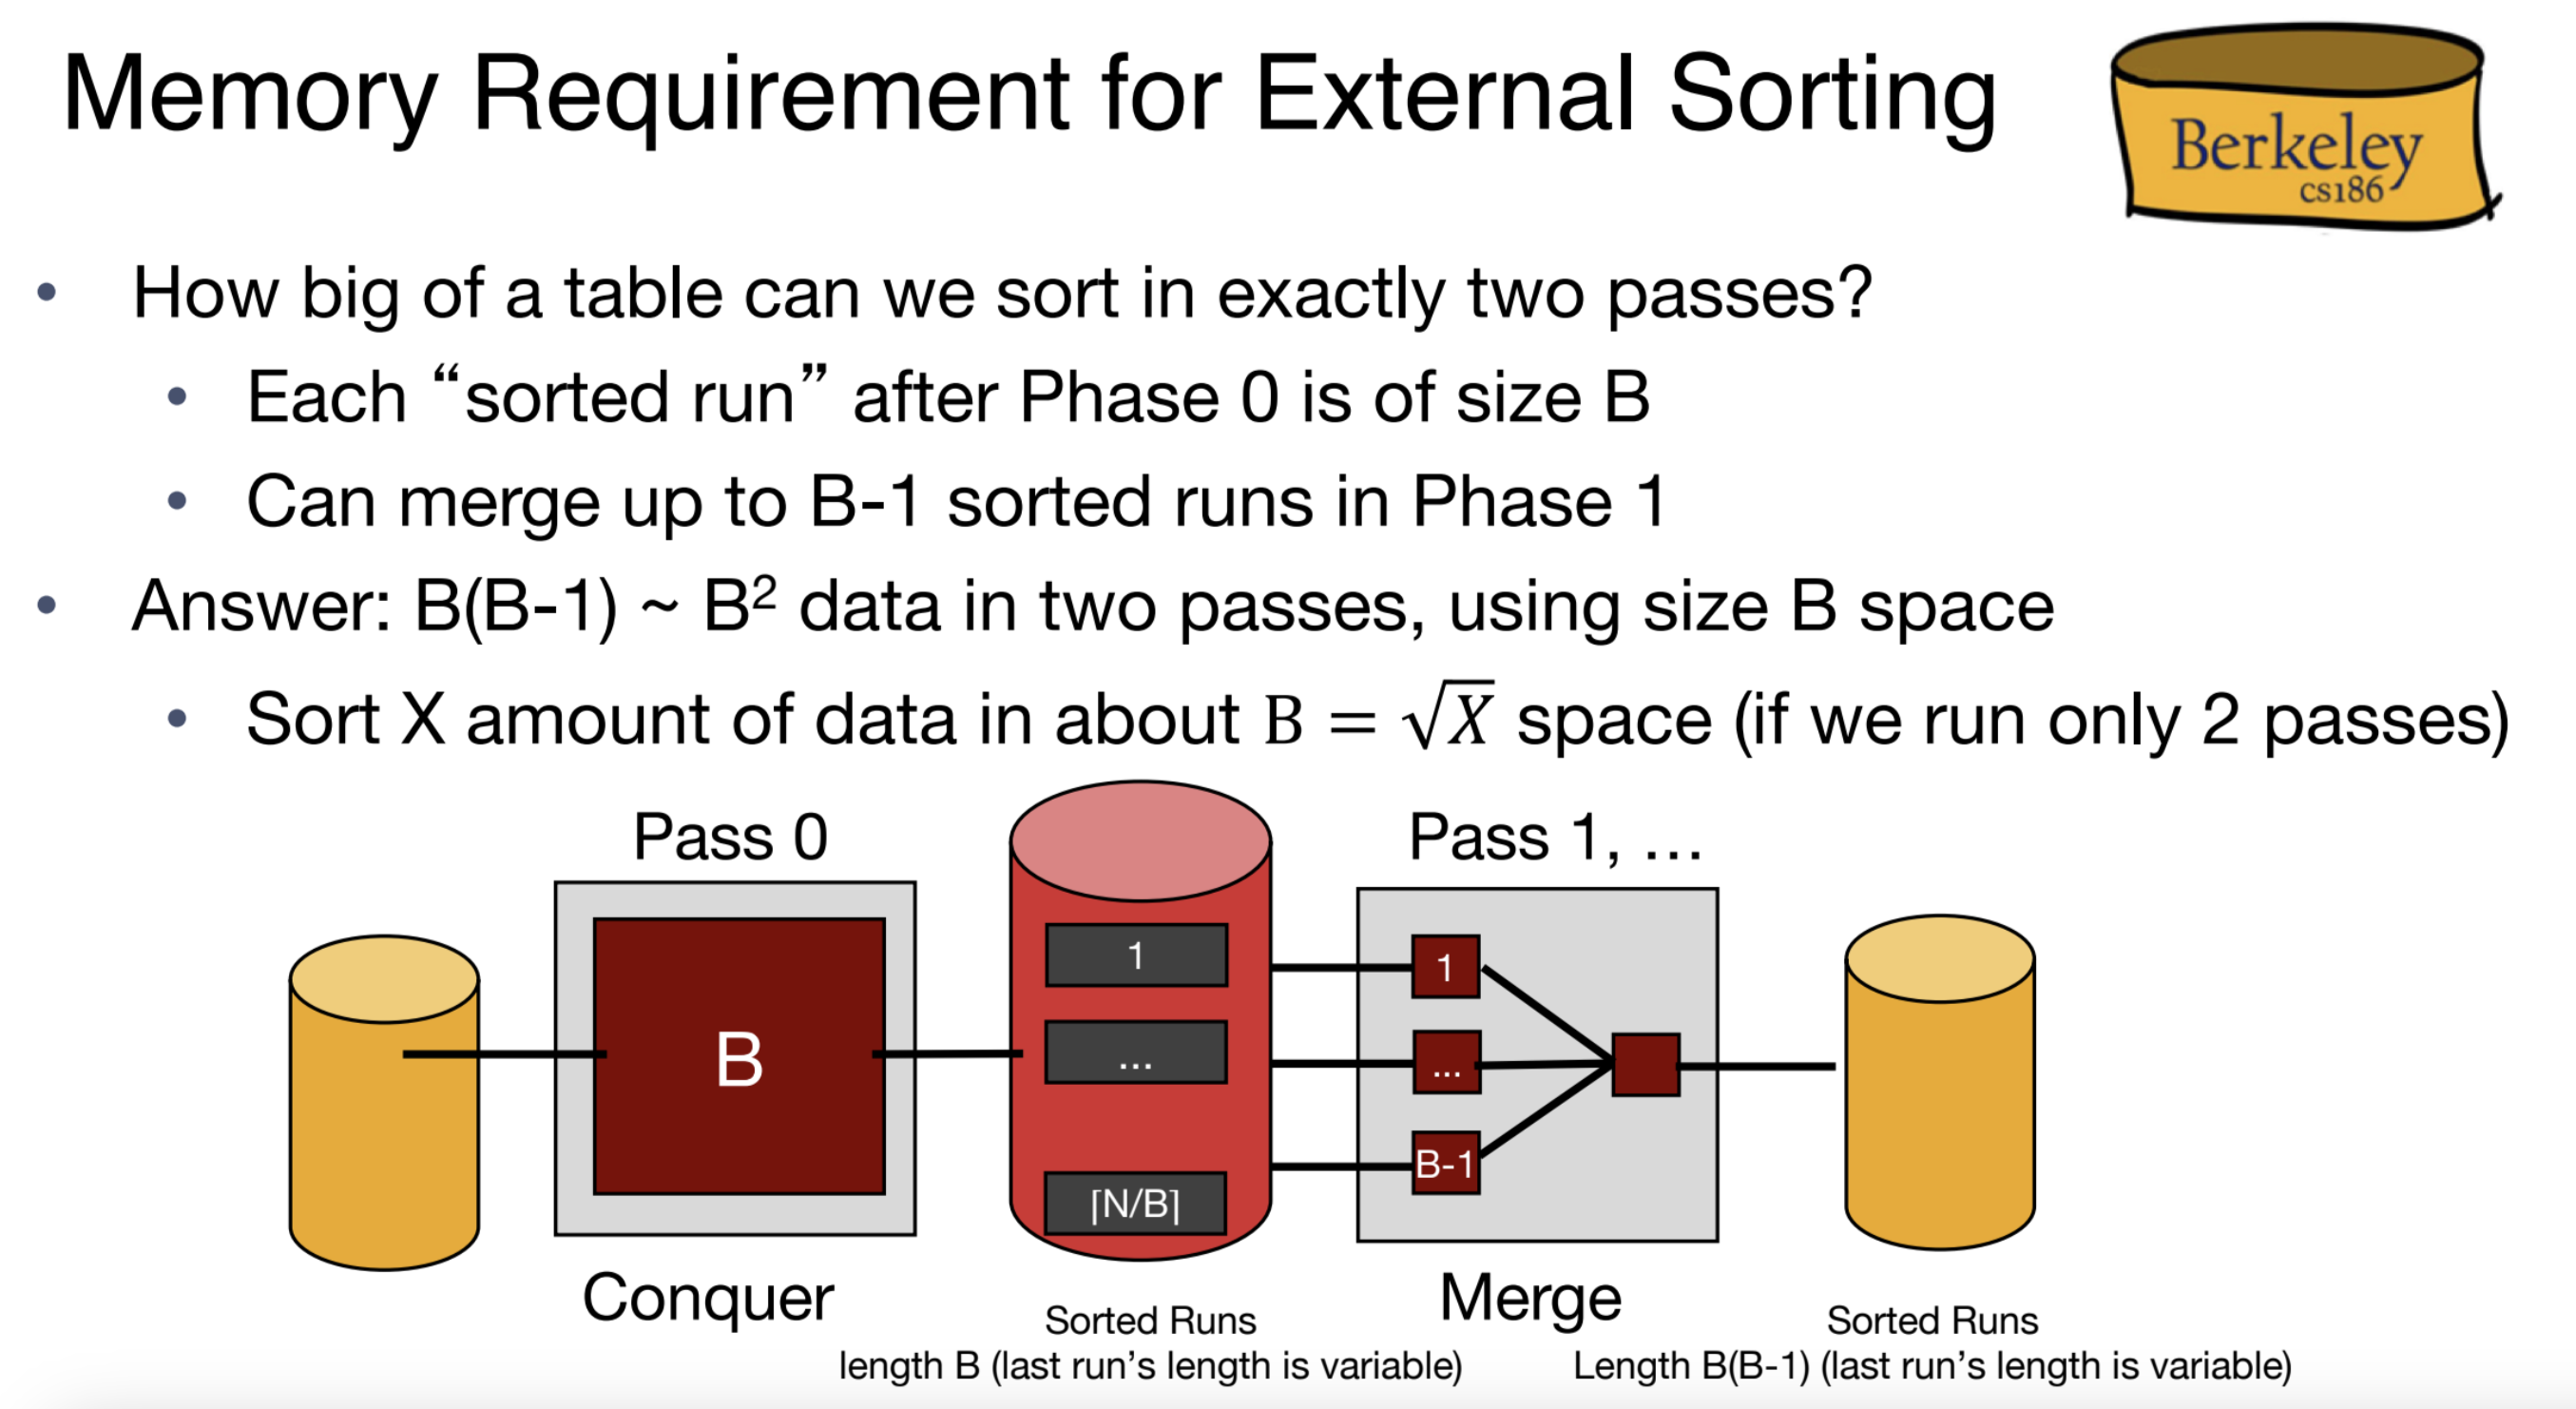 Memory Requirement for External Sorting
Berkeley
cs186
• How big of a table can we sort in exactly two passes?
• Each “sorted run” after Phase 0 is of size B
• Can merge up to B-1 sorted runs in Phase 1
• Answer: B(B-1) ~ B² data in two passes, using size B space
• Sort X amount of data in about B = √X space (if we run only 2 passes)
Pass 0
Pass 1, …
B
1
...
⌈N/B⌉
1
...
B-1
Conquer
Merge
Sorted Runs
length B (last run’s length is variable)
Sorted Runs
Length B(B-1) (last run’s length is variable)